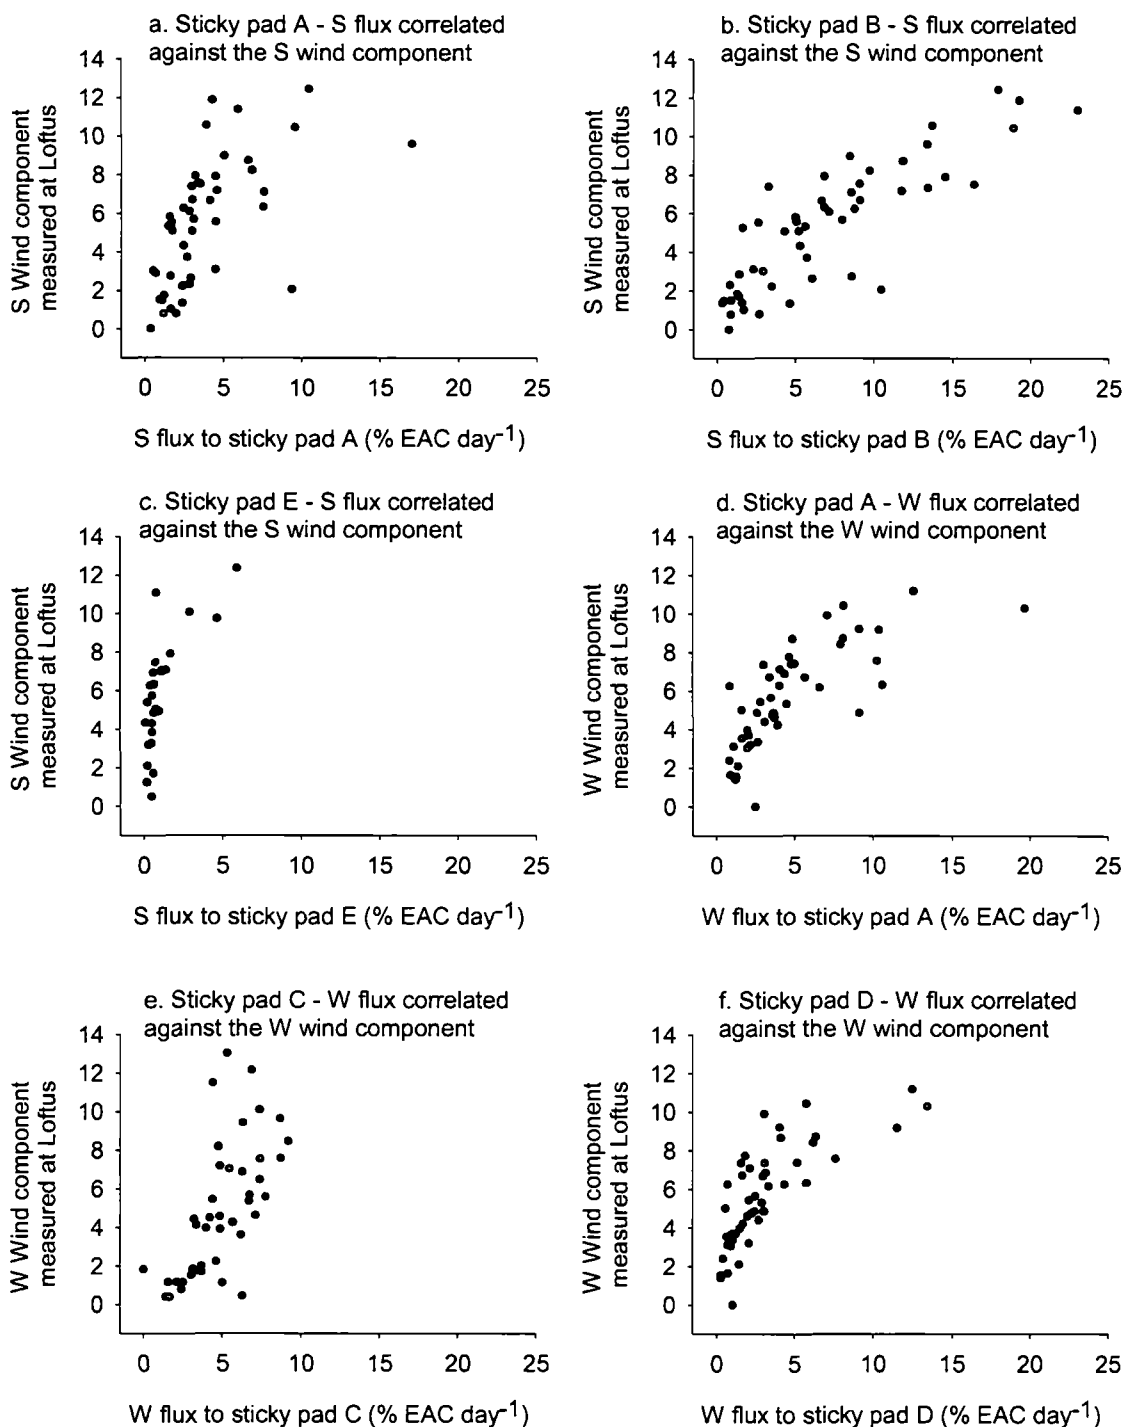 a. Sticky pad A - S flux correlated
against the S wind component
14
12
10
8
6
4
2
0
S Wind component
measured at Loftus
0 5 10 15 20 25
S flux to sticky pad A (% EAC day-1)
b. Sticky pad B - S flux correlated
against the S wind component
14
12
10
8
6
4
2
0
S Wind component
measured at Loftus
0 5 10 15 20 25
S flux to sticky pad B (% EAC day-1)
c. Sticky pad E - S flux correlated
against the S wind component
14
12
10
8
6
4
2
0
S Wind component
measured at Loftus
0 5 10 15 20 25
S flux to sticky pad E (% EAC day-1)
d. Sticky pad A - W flux correlated
against the W wind component
14
12
10
8
6
4
2
0
W Wind component
measured at Loftus
0 5 10 15 20 25
W flux to sticky pad A (% EAC day-1)
e. Sticky pad C - W flux correlated
against the W wind component
14
12
10
8
6
4
2
0
W Wind component
measured at Loftus
0 5 10 15 20 25
W flux to sticky pad C (% EAC day-1)
f. Sticky pad D - W flux correlated
against the W wind component
14
12
10
8
6
4
2
0
W Wind component
measured at Loftus
0 5 10 15 20 25
W flux to sticky pad D (% EAC day-1)